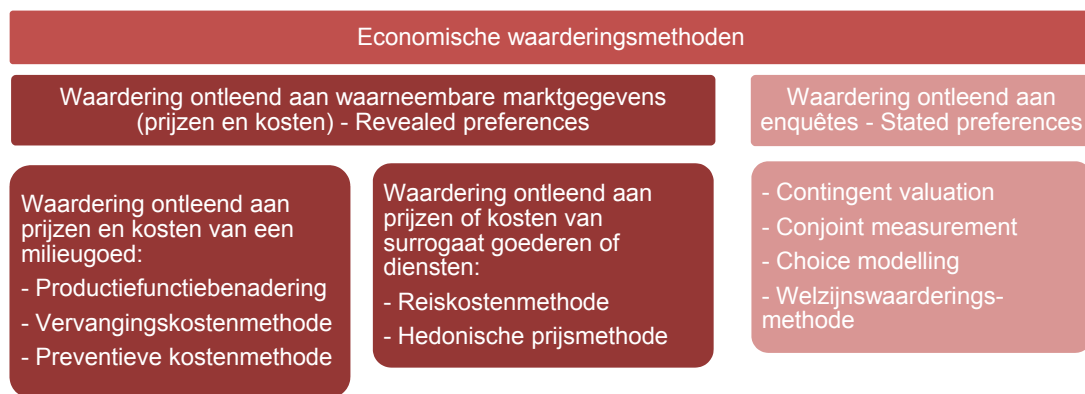 Economische waarderingsmethoden
Waardering ontleend aan waarneembare marktgegevens
(prijzen en kosten) - Revealed preferences
Waardering ontleend aan
enquêtes - Stated preferences
Waardering ontleend aan
prijzen en kosten van een
milieugoed:
- Productiefunctiebenadering
- Vervangingskostenmethode
- Preventieve kostenmethode
Waardering ontleend aan
prijzen of kosten van
surrogaat goederen of
diensten:
- Reiskostenmethode
- Hedonische prijsmethode
- Contingent valuation
- Conjoint measurement
- Choice modelling
- Welzijnswaarderings-
methode